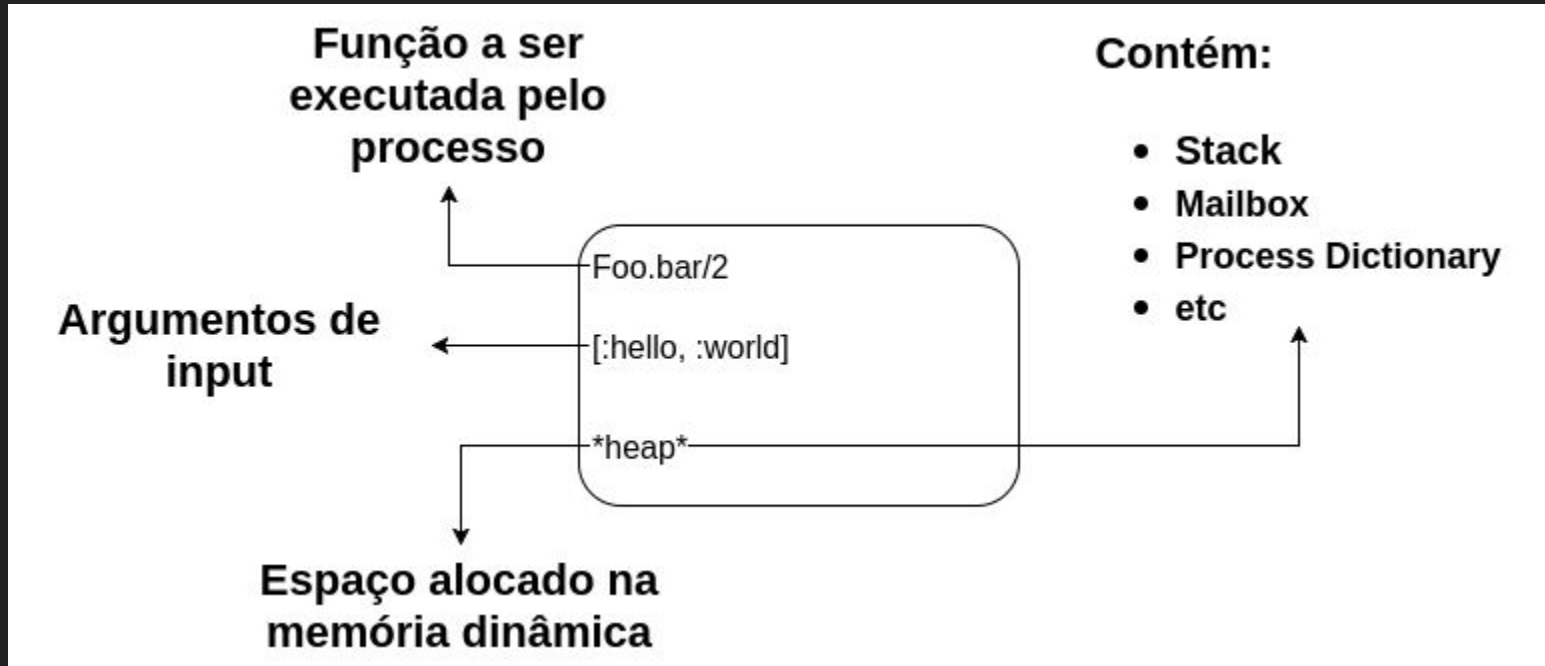 Função a ser
executada pelo
processo
Contém:
• Stack
• Mailbox
• Process Dictionary
• etc
Foo.bar/2
Argumentos de
input
[:hello, :world]
*heap*
Espaço alocado na
memória dinâmica